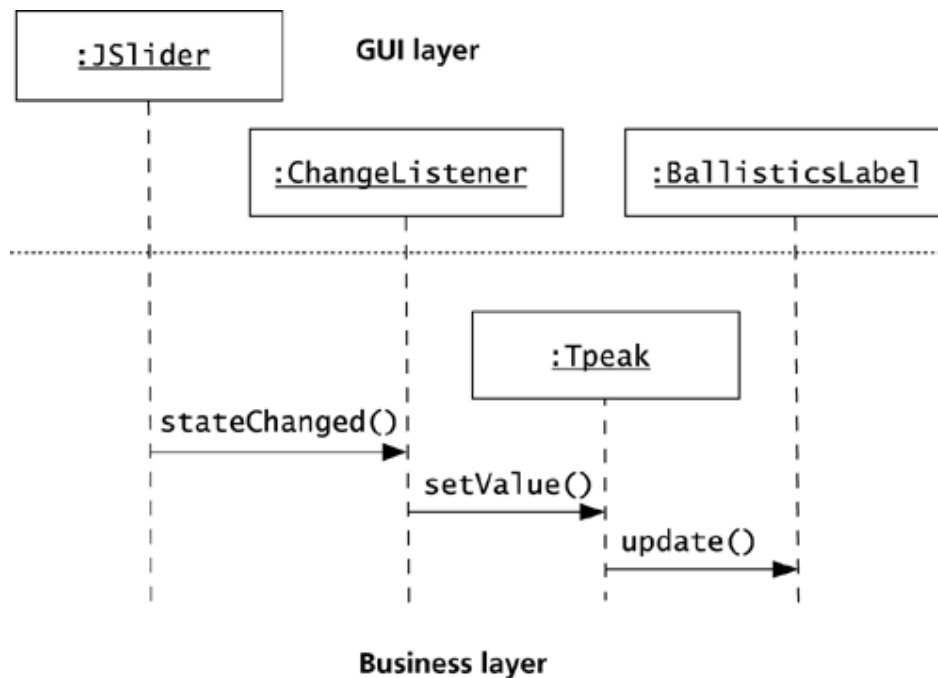 :JSlider
GUI layer
:ChangeListener
:BallisticsLabel
:Tpeak
stateChanged()
setValue()
update()
Business layer